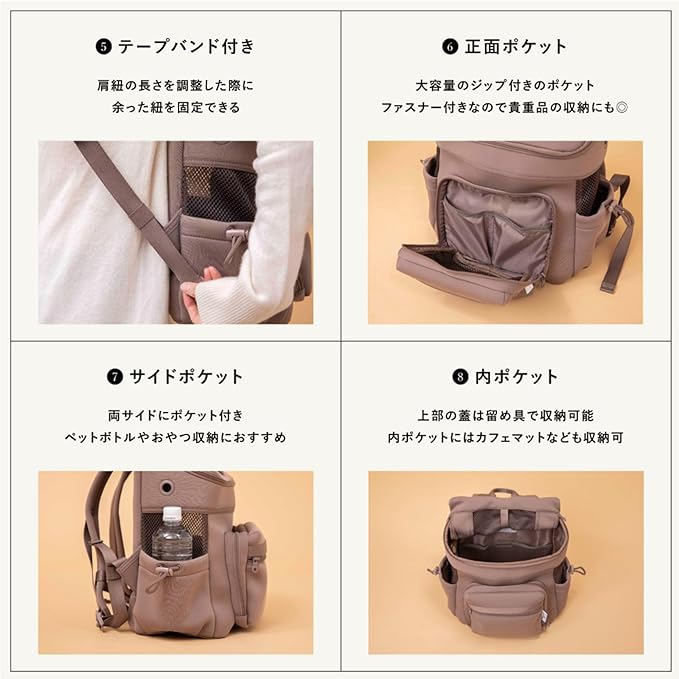 ❺ テープバンド付き
肩紐の長さを調整した際に
余った紐を固定できる
❻ 正面ポケット
大容量のジップ付きのポケット
ファスナー付きなので貴重品の収納にも◎
❼ サイドポケット
両サイドにポケット付き
ペットボトルやおやつ収納におすすめ
❽ 内ポケット
上部の蓋は留め具で収納可能
内ポケットにはカフェマットなども収納可